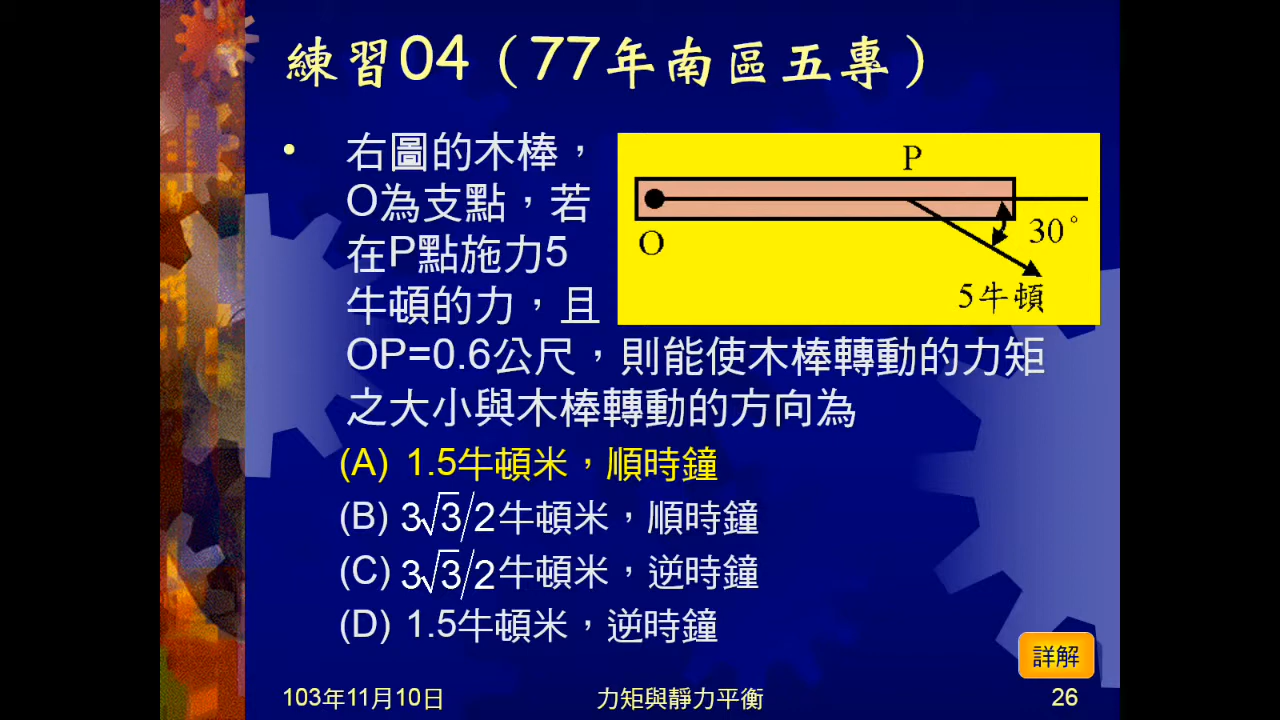 練習04（77年南區五專）
• 右圖的木棒，
O為支點，若
在P點施力5
牛頓的力，且
OP=0.6公尺，則能使木棒轉動的力矩
之大小與木棒轉動的方向為
P
O
30°
5牛頓
(A) 1.5牛頓米，順時鐘
(B) 3√3/2牛頓米，順時鐘
(C) 3√3/2牛頓米，逆時鐘
(D) 1.5牛頓米，逆時鐘
詳解
103年11月10日
力矩與靜力平衡
26